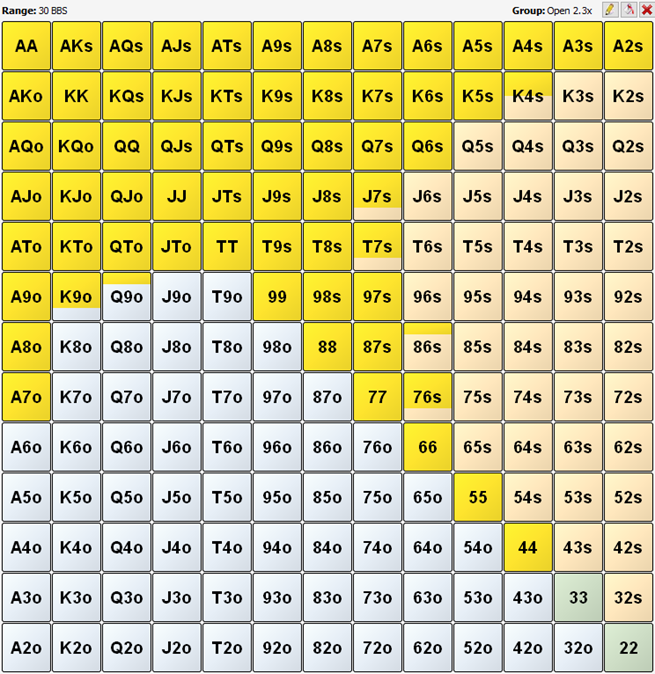 Range: 30 BBS Group: Open 2.3x
AA AKs AQs AJs ATs A9s A8s A7s A6s A5s A4s A3s A2s
AKo KK KQs KJs KTs K9s K8s K7s K6s K5s K4s K3s K2s
AQo KQo QQ QJs QTs Q9s Q8s Q7s Q6s Q5s Q4s Q3s Q2s
AJo KJo QJo JJ JTs J9s J8s J7s J6s J5s J4s J3s J2s
ATo KTo QTo JTo TT T9s T8s T7s T6s T5s T4s T3s T2s
A9o K9o Q9o J9o T9o 99 98s 97s 96s 95s 94s 93s 92s
A8o K8o Q8o J8o T8o 98o 88 87s 86s 85s 84s 83s 82s
A7o K7o Q7o J7o T7o 97o 87o 77 76s 75s 74s 73s 72s
A6o K6o Q6o J6o T6o 96o 86o 76o 66 65s 64s 63s 62s
A5o K5o Q5o J5o T5o 95o 85o 75o 65o 55 54s 53s 52s
A4o K4o Q4o J4o T4o 94o 84o 74o 64o 54o 44 43s 42s
A3o K3o Q3o J3o T3o 93o 83o 73o 63o 53o 43o 33 32s
A2o K2o Q2o J2o T2o 92o 82o 72o 62o 52o 42o 32o 22